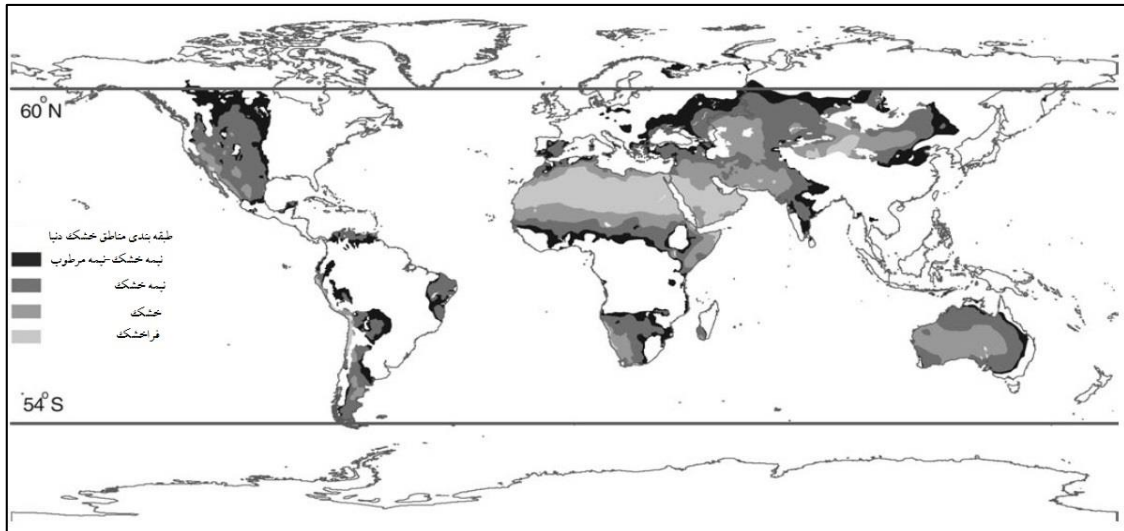 60°N
طبقه بندی مناطق خشک دنیا
نیمه خشک-نیمه مرطوب
نیمه خشک
خشک
فراخشک
54°S